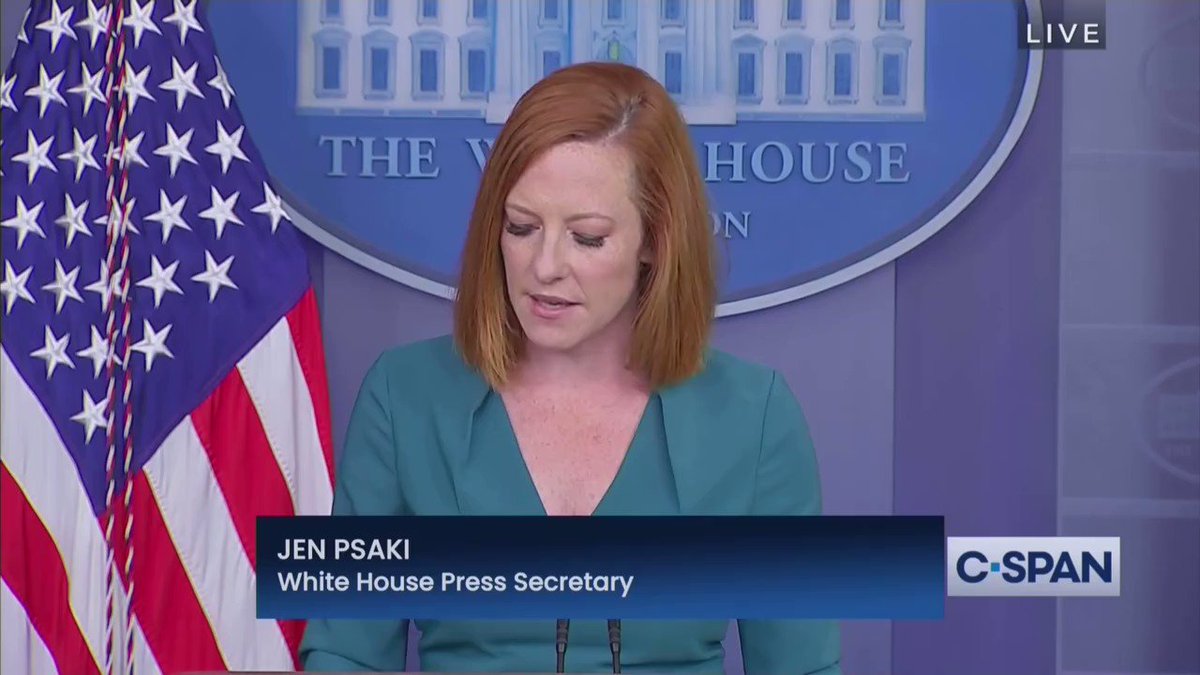 LIVE
THE W HOUSE
ON
JEN PSAKI
White House Press Secretary
C-SPAN